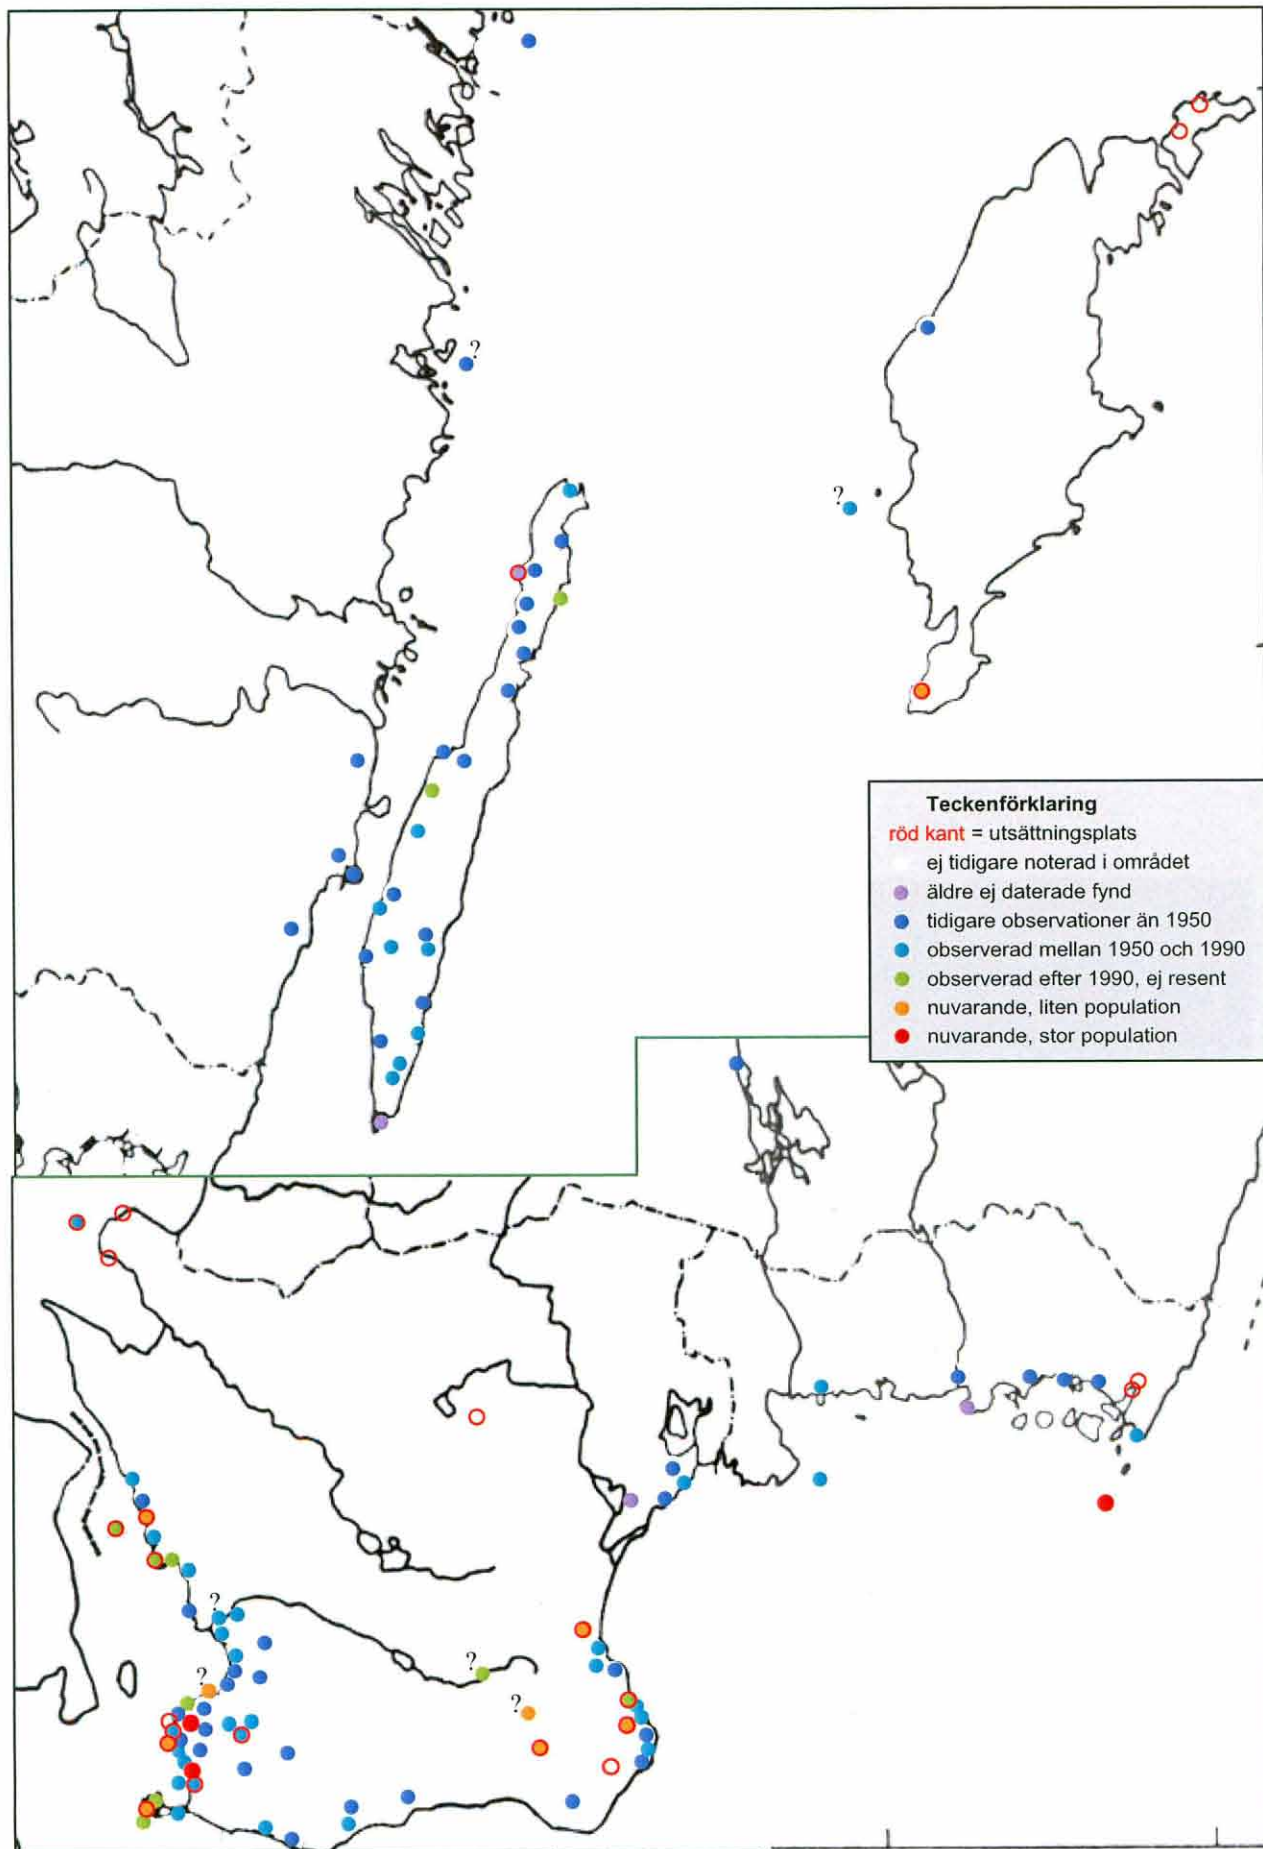 ?
?
Teckenförklaring
röd kant = utsättningsplats
ej tidigare noterad i området
äldre ej daterade fynd
tidigare observationer än 1950
observerad mellan 1950 och 1990
observerad efter 1990, ej resent
nuvarande, liten population
nuvarande, stor population
?
?
?
?